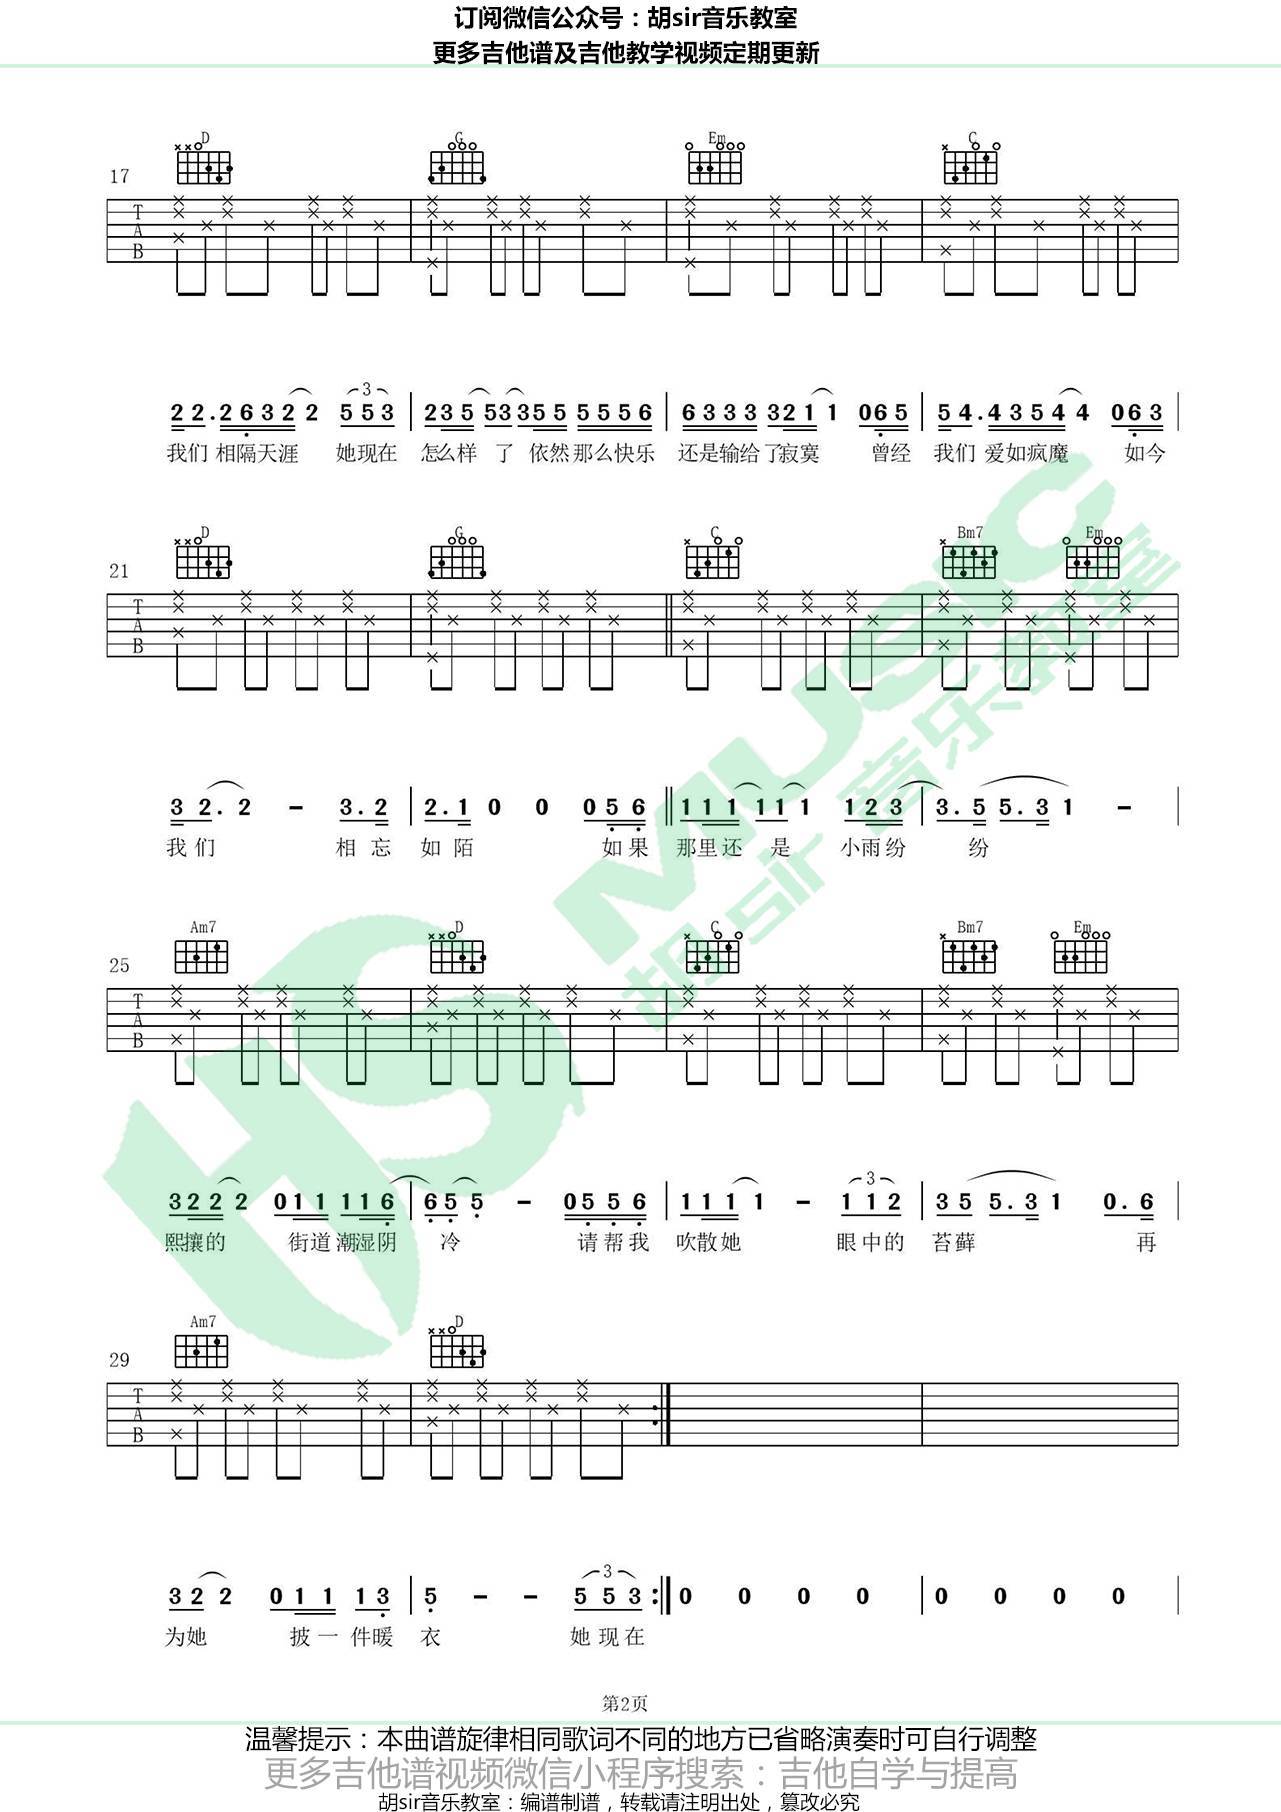 订阅微信公众号：胡sir音乐教室
更多吉他谱及吉他教学视频定期更新
D G Em C
17
T
A
B
2 2 . 2 6 3 2 2 5 5 3 | 2 3 5 5 3 3 5 5 5 5 5 6 | 6 3 3 3 3 2 1 1 0 6 5 | 5 4 . 4 3 5 4 4 0 6 3 |
3
我们 相隔天涯 她现在 怎么样 了 依然那么快乐 还是输给了寂寞 曾经 我们 爱如疯魔 如今
D G C Bm7 Em
21
T
A
B
3 2 . 2 – 3 . 2 | 2 . 1 0 0 0 5 6 || 1 1 1 1 1 1 1 2 3 | 3 . 5 5 . 3 1 – |
我们 相忘 如陌 如果 那里还 是 小雨纷 纷
Am7 D C Bm7 Em
25
T
A
B
3 2 2 2 0 1 1 1 1 6 | 6 5 5 – 0 5 5 6 | 1 1 1 1 – 1 1 2 | 3 5 5 . 3 1 0 . 6 |
3
熙攘的 街道潮湿阴 冷 请帮我 吹散她 眼中的 苔藓 再
Am7 D
29
T
A
B
3 2 2 0 1 1 1 3 | 5 – – 5 5 3 :|| 0 0 0 0 | 0 0 0 0 |
3
为她 披一件暖 衣 她现在
第2页
温馨提示：本曲谱旋律相同歌词不同的地方已省略演奏时可自行调整
更多吉他谱视频微信小程序搜索：吉他自学与提高
胡sir音乐教室：编谱制谱，转载请注明出处，篡改必究
HS MUSIC
胡sir音乐教室